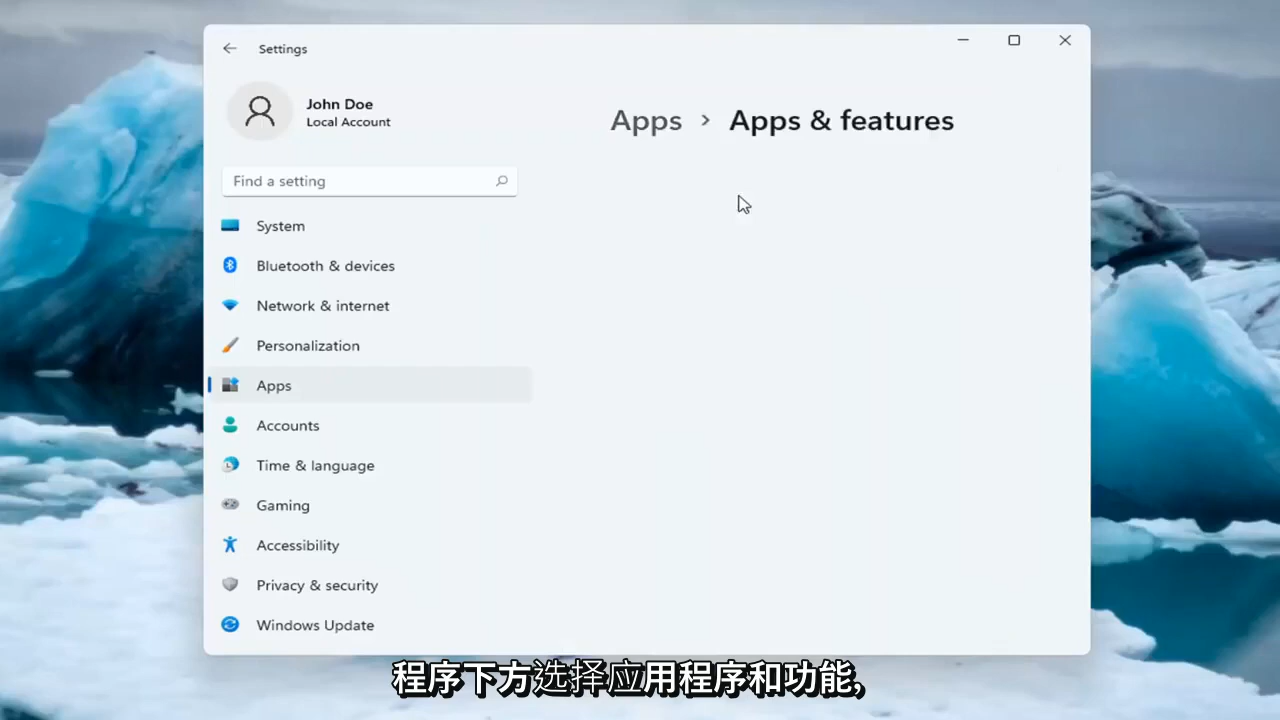 Settings
John Doe
Local Account
Apps › Apps & features
Find a setting
System
Bluetooth & devices
Network & internet
Personalization
Apps
Accounts
Time & language
Gaming
Accessibility
Privacy & security
Windows Update
程序下方选择应用程序和功能,